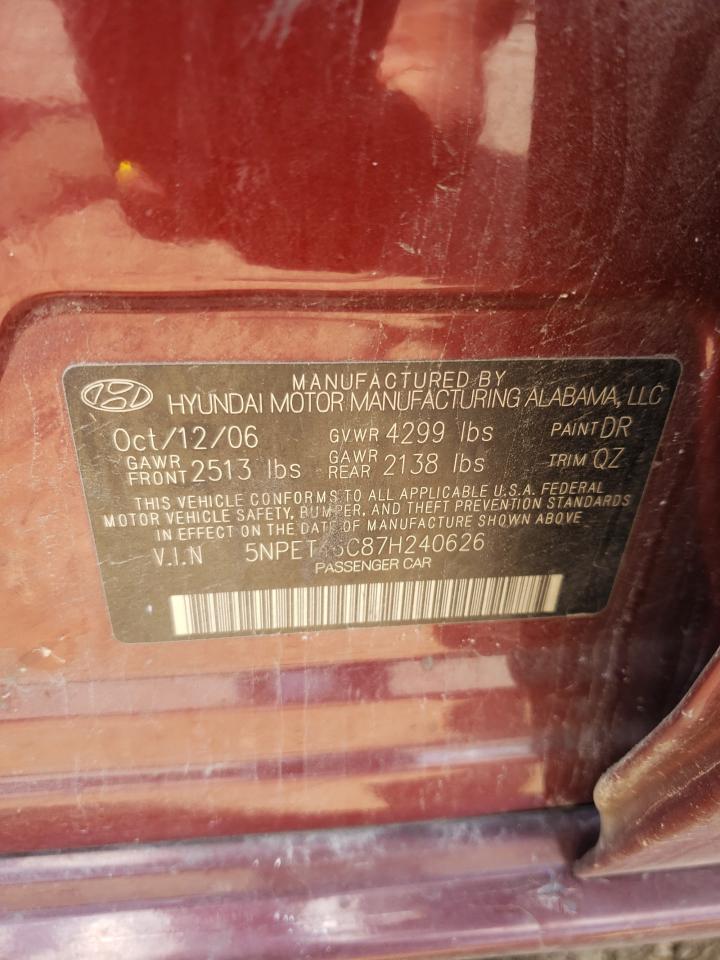 MANUFACTURED BY
HYUNDAI MOTOR MANUFACTURING ALABAMA, LLC
Oct/12/06 GVWR 4299 lbs PAINT DR
GAWR FRONT 2513 lbs GAWR REAR 2138 lbs TRIM QZ
THIS VEHICLE CONFORMS TO ALL APPLICABLE U.S.A. FEDERAL
MOTOR VEHICLE SAFETY, BUMPER, AND THEFT PREVENTION STANDARDS
IN EFFECT ON THE DATE OF MANUFACTURE SHOWN ABOVE
V.I.N
PASSENGER CAR